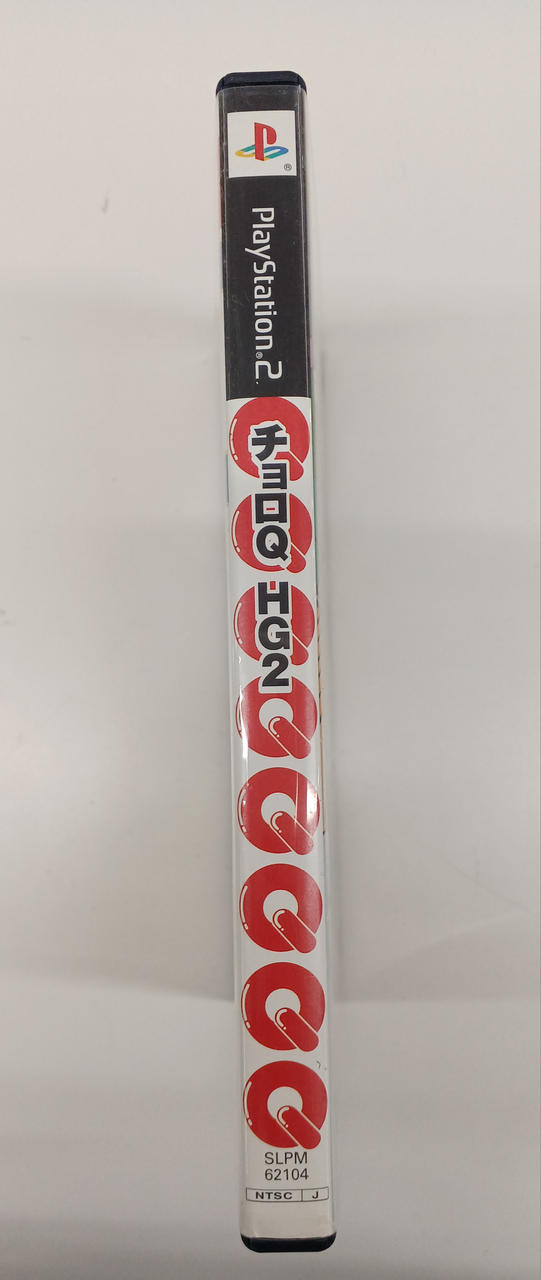 PlayStation®2
チョロQ HG2
SLPM
62104
NTSC J